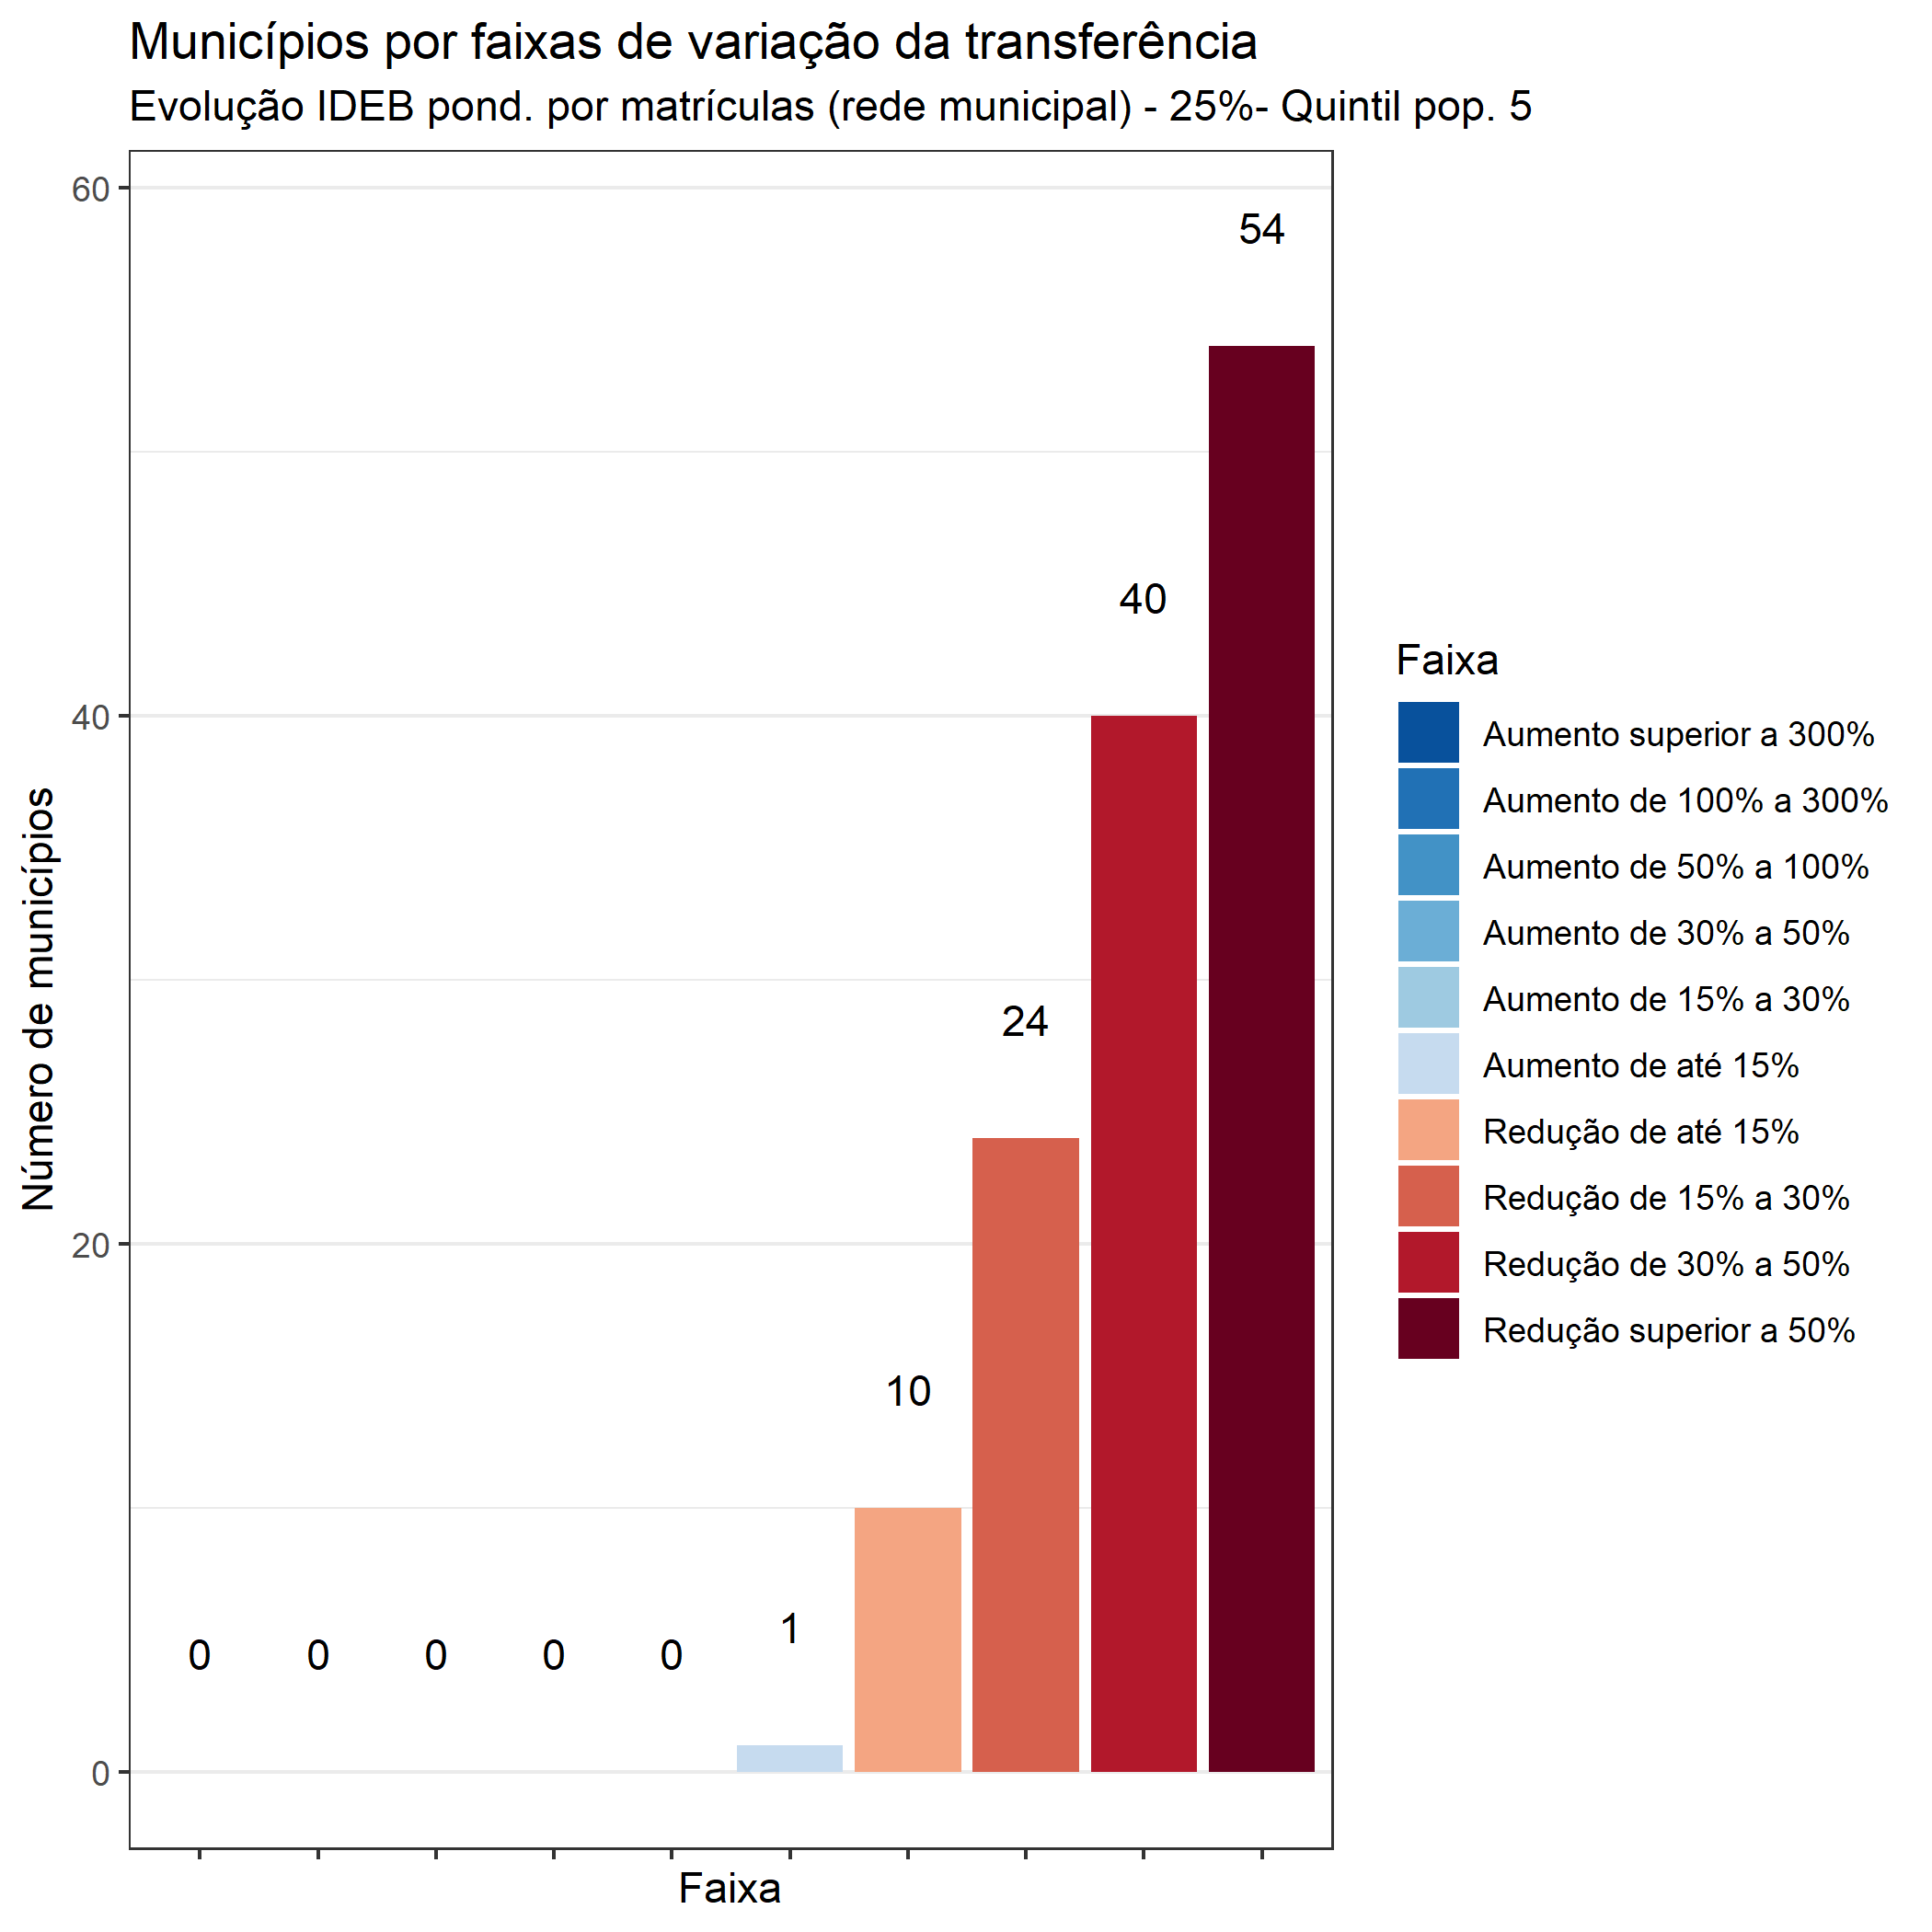 Municípios por faixas de variação da transferência
Evolução IDEB pond. por matrículas (rede municipal) - 25%- Quintil pop. 5
Número de municípios
60
40
20
0
0
0
0
0
0
1
10
24
40
54
Faixa
Faixa
Aumento superior a 300%
Aumento de 100% a 300%
Aumento de 50% a 100%
Aumento de 30% a 50%
Aumento de 15% a 30%
Aumento de até 15%
Redução de até 15%
Redução de 15% a 30%
Redução de 30% a 50%
Redução superior a 50%